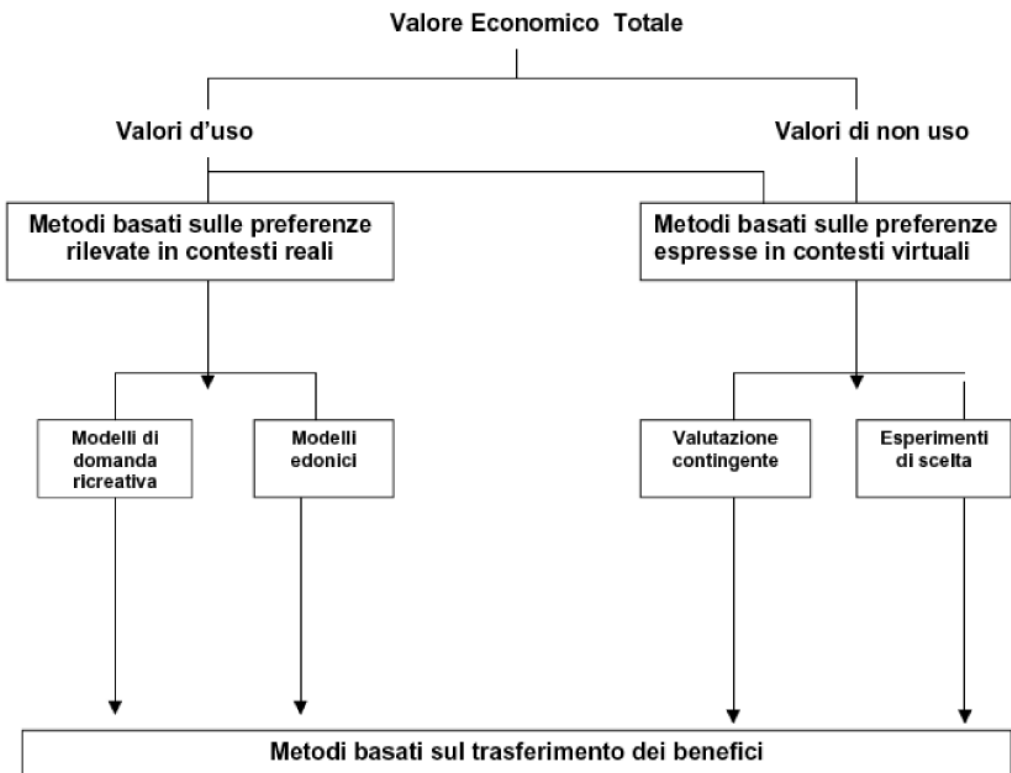 Valore Economico Totale
Valori d'uso
Valori di non uso
Metodi basati sulle preferenze
rilevate in contesti reali
Metodi basati sulle preferenze
espresse in contesti virtuali
Modelli di
domanda
ricreativa
Modelli
edonici
Valutazione
contingente
Esperimenti
di scelta
Metodi basati sul trasferimento dei benefici